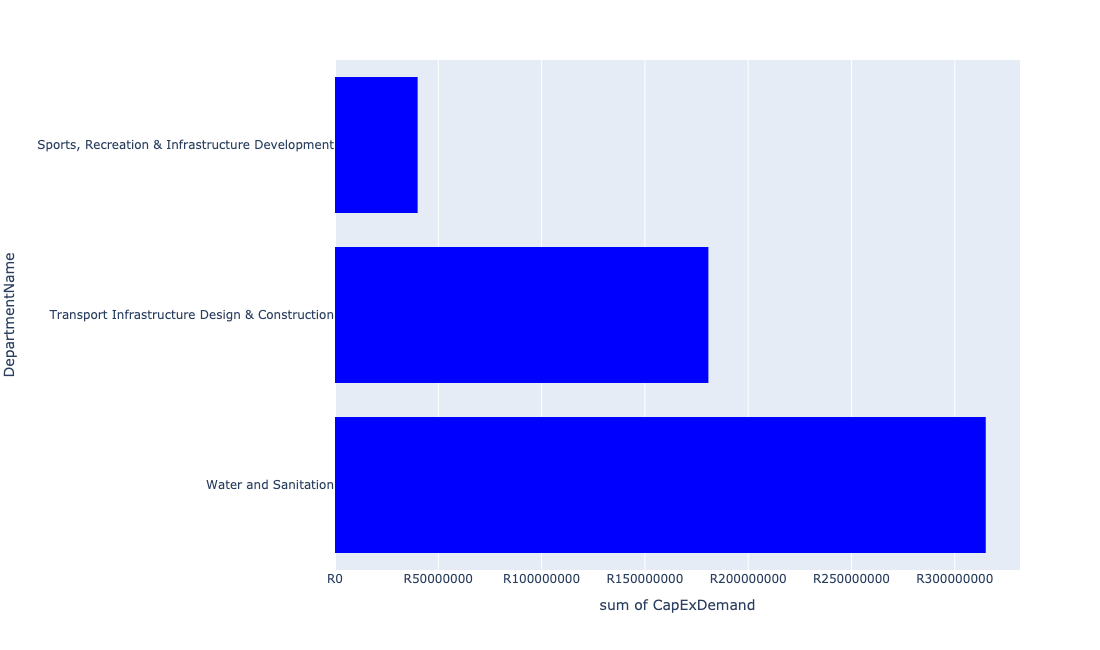 Sports, Recreation & Infrastructure Development
Transport Infrastructure Design & Construction
Water and Sanitation
DepartmentName
R0 R50000000 R100000000 R150000000 R200000000 R250000000 R300000000
sum of CapExDemand